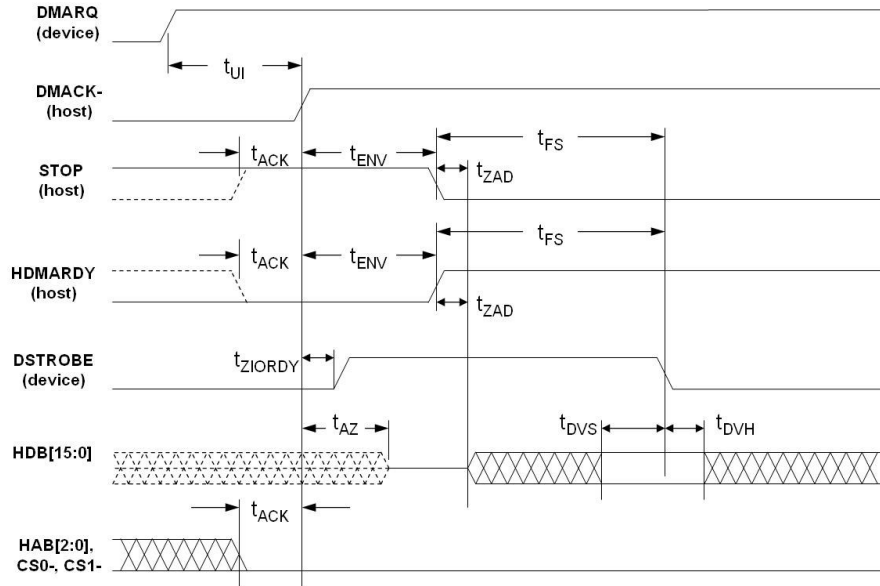 DMARQ
(device)
tUI
DMACK-
(host)
tACK
tENV
tFS
STOP
(host)
tZAD
tACK
tENV
tFS
HDMARDY
(host)
tZAD
DSTROBE
(device)
tZIORDY
tAZ
tDVS
tDVH
HDB[15:0]
tACK
HAB[2:0],
CS0-, CS1-